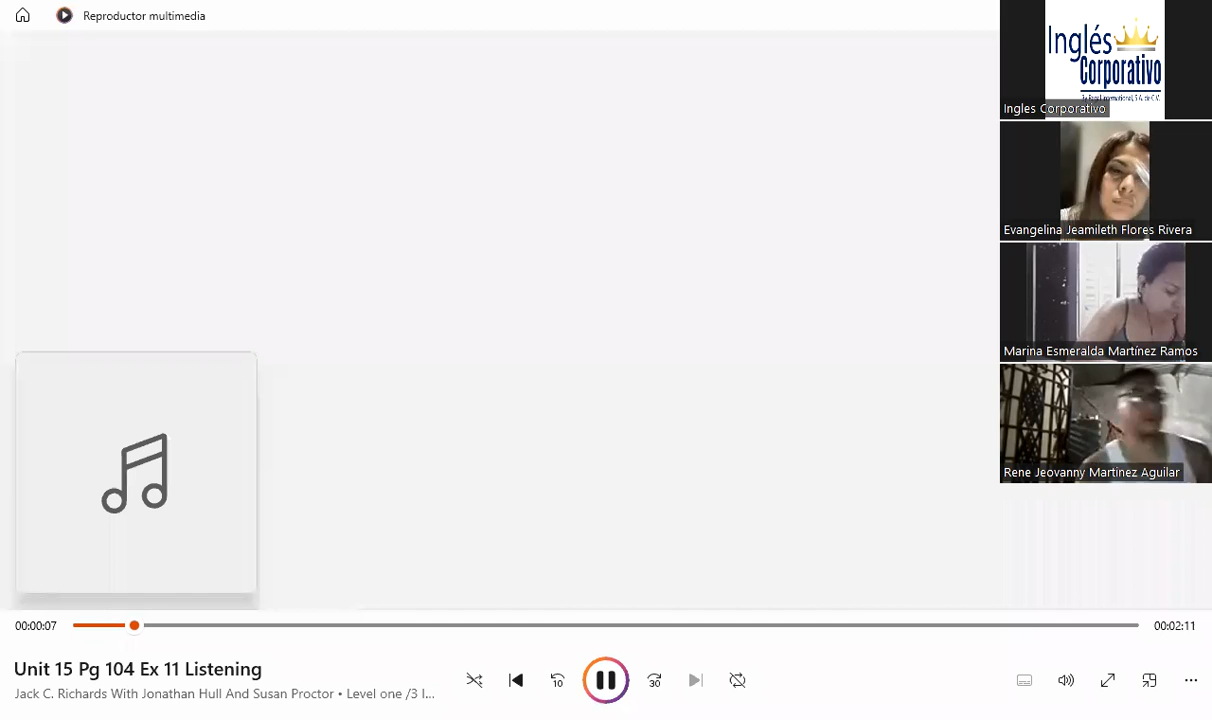 Reproductor multimedia
Inglés
Corporativo
Ingles Corporativo
Evangelina Jeamileth Flores Rivera
Marina Esmeralda Martínez Ramos
Rene Jeovanny Martinez Aguilar
00:00:07
00:02:11
Unit 15 Pg 104 Ex 11 Listening
Jack C. Richards With Jonathan Hull And Susan Proctor • Level one /3 I...
10
30